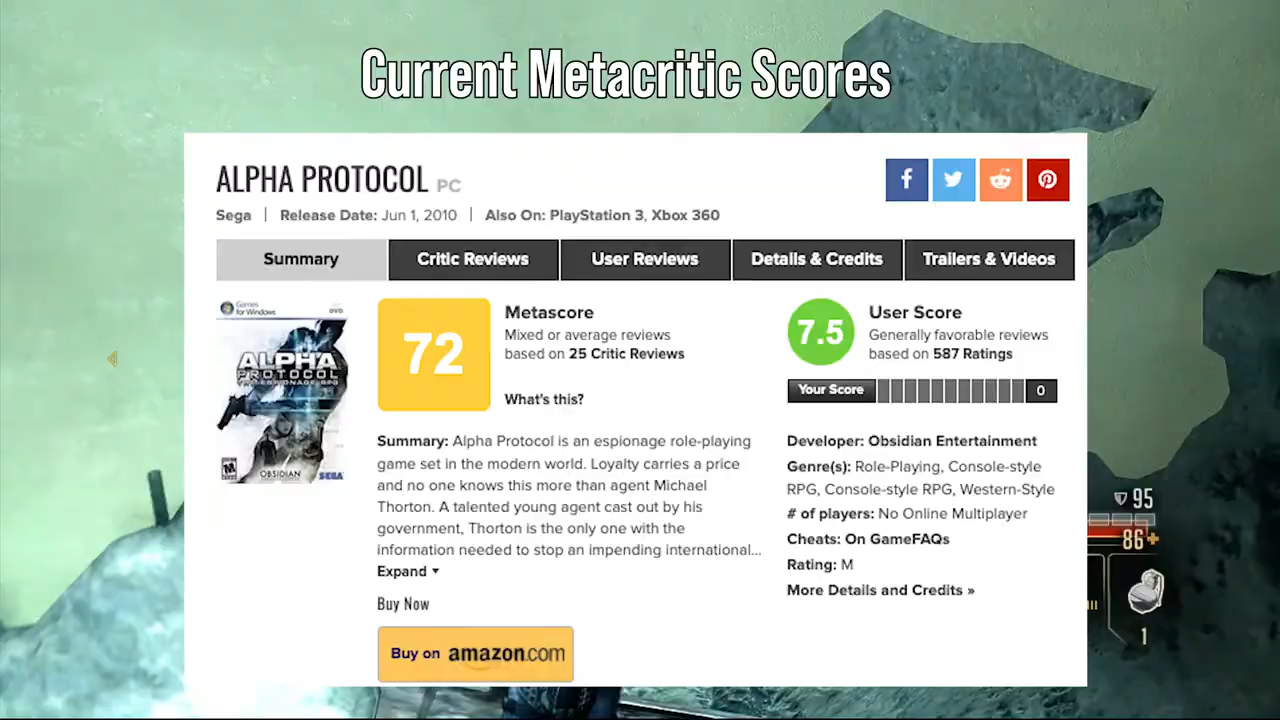 Current Metacritic Scores
ALPHA PROTOCOL PC
Sega | Release Date: Jun 1, 2010 | Also On: PlayStation 3, Xbox 360
Summary Critic Reviews User Reviews Details & Credits Trailers & Videos
Games for Windows
DVD
ALPHA
PROTOCOL
M
OBSIDIAN
SEGA
72
Metascore
Mixed or average reviews
based on 25 Critic Reviews
What's this?
7.5
User Score
Generally favorable reviews
based on 587 Ratings
Your Score 0
Summary: Alpha Protocol is an espionage role-playing
game set in the modern world. Loyalty carries a price
and no one knows this more than agent Michael
Thorton. A talented young agent cast out by his
government, Thorton is the only one with the
information needed to stop an impending international...
Expand
Buy Now
Buy on amazon.com
Developer: Obsidian Entertainment
Genre(s): Role-Playing, Console-style
RPG, Console-style RPG, Western-Style
# of players: No Online Multiplayer
Cheats: On GameFAQs
Rating: M
More Details and Credits »
95
86
1